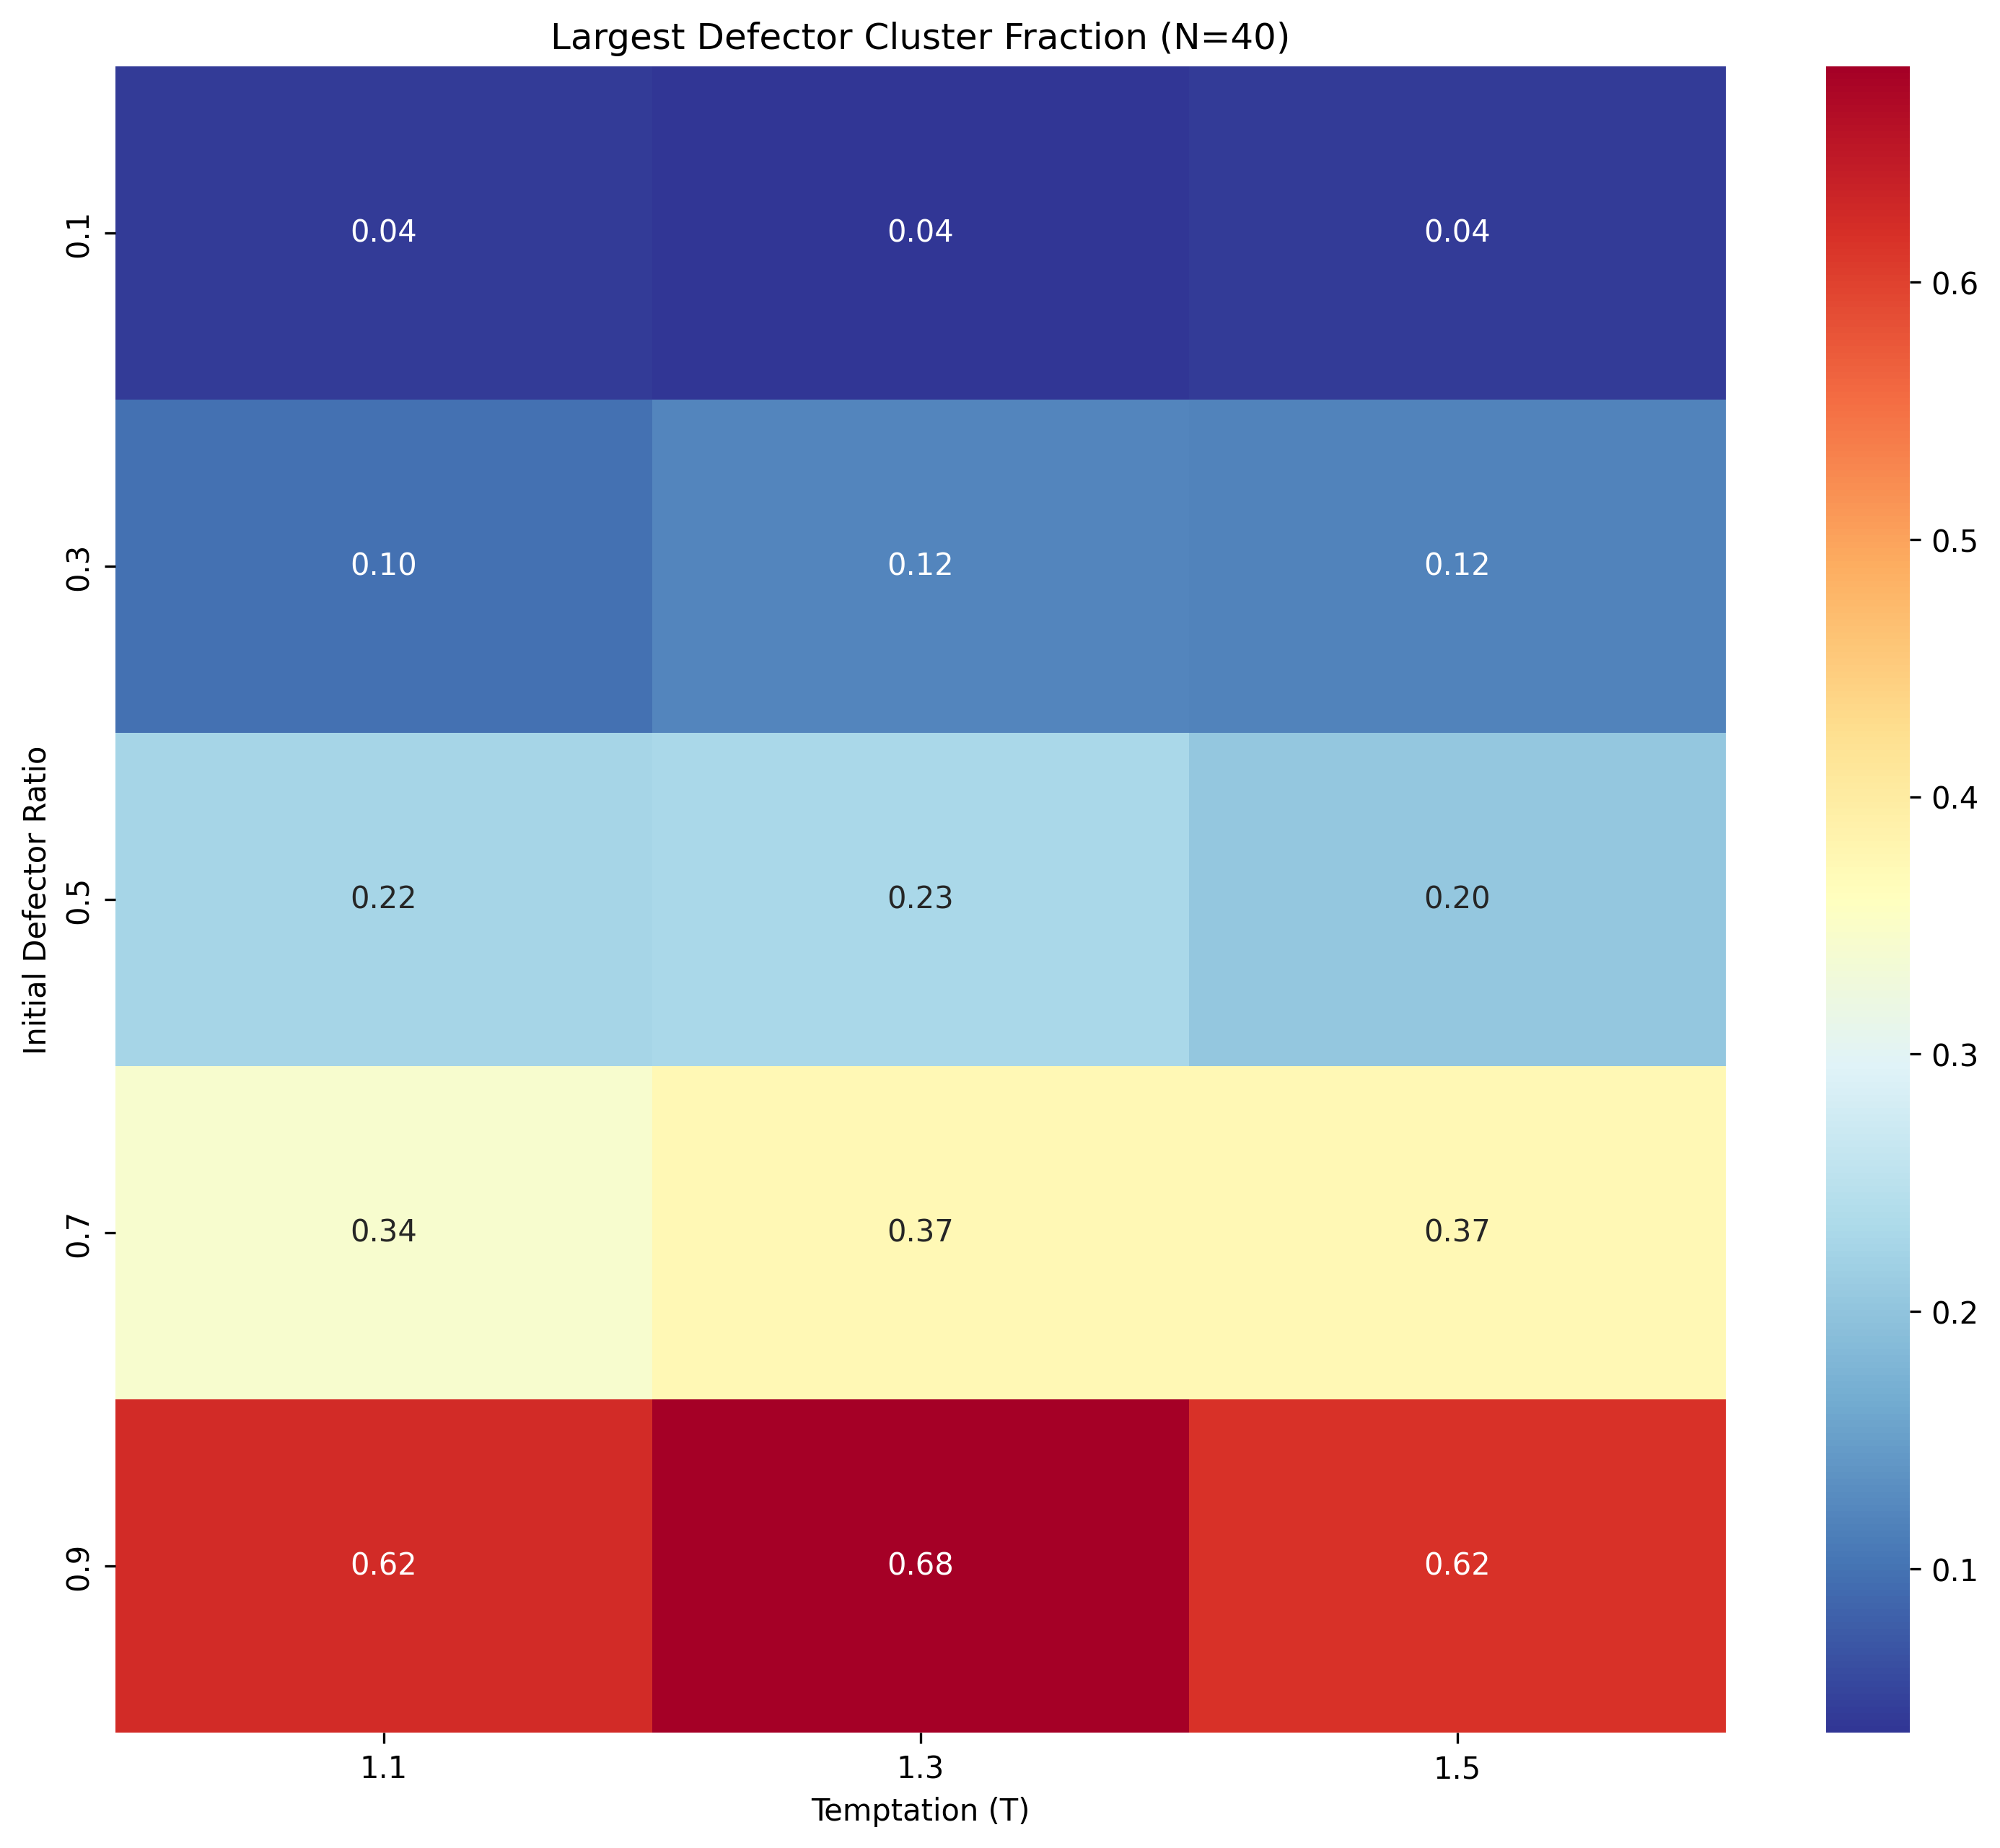 Largest Defector Cluster Fraction (N=40)
Initial Defector Ratio
0.1
0.04 0.04 0.04
0.3
0.10 0.12 0.12
0.5
0.22 0.23 0.20
0.7
0.34 0.37 0.37
0.9
0.62 0.68 0.62
1.1 1.3 1.5
Temptation (T)
0.6
0.5
0.4
0.3
0.2
0.1